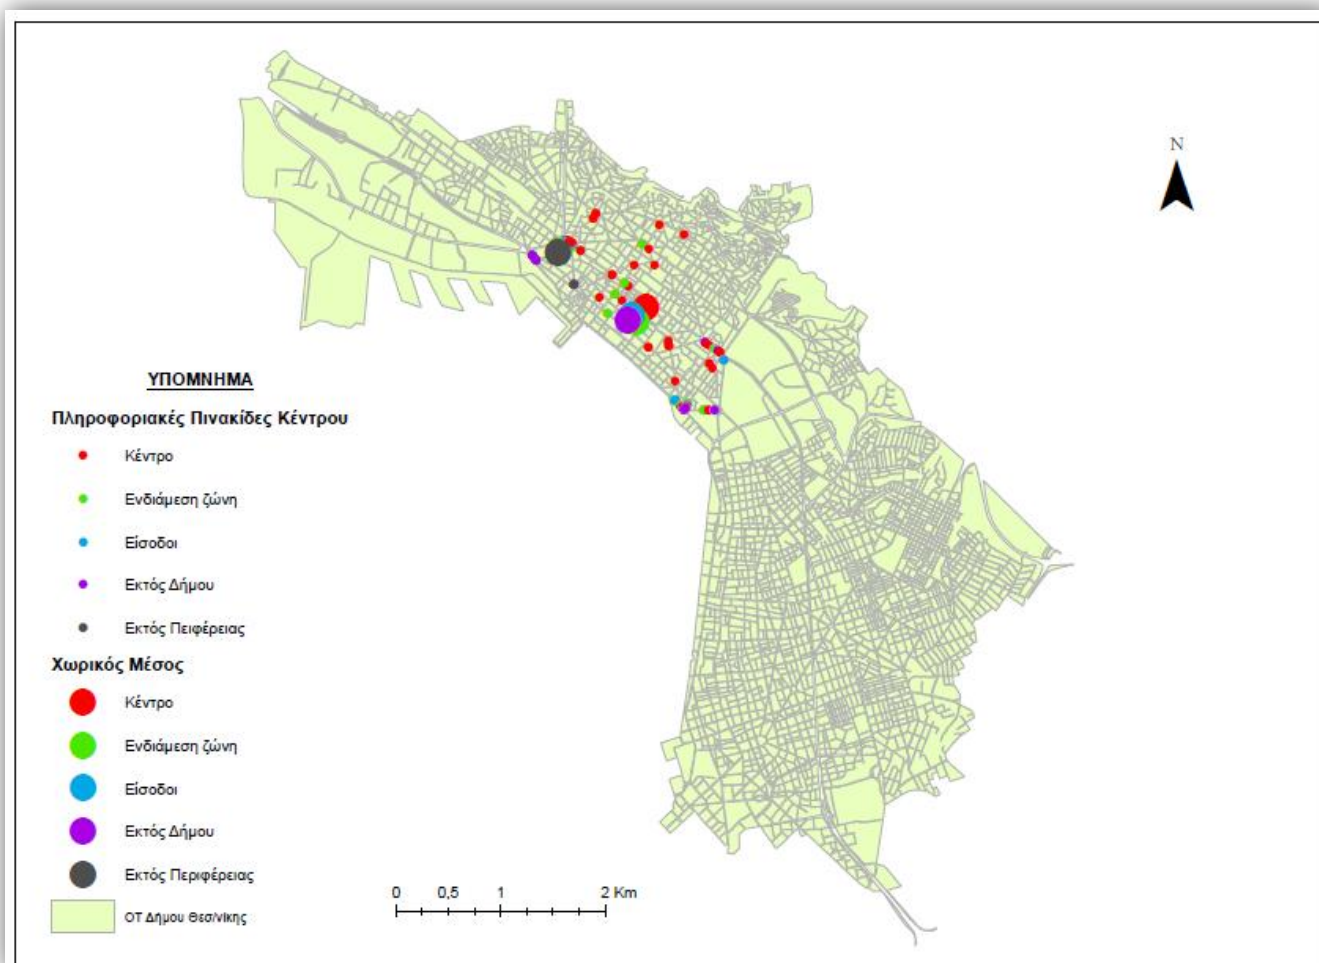 N
ΥΠΟΜΝΗΜΑ
Πληροφοριακές Πινακίδες Κέντρου
Κέντρο
Ενδιάμεση ζώνη
Είσοδοι
Εκτός Δήμου
Εκτός Πειφέρειας
Χωρικός Μέσος
Κέντρο
Ενδιάμεση ζώνη
Είσοδοι
Εκτός Δήμου
Εκτός Περιφέρειας
ΟΤ Δήμου Θεσ/νίκης
0 0,5 1 2 Km